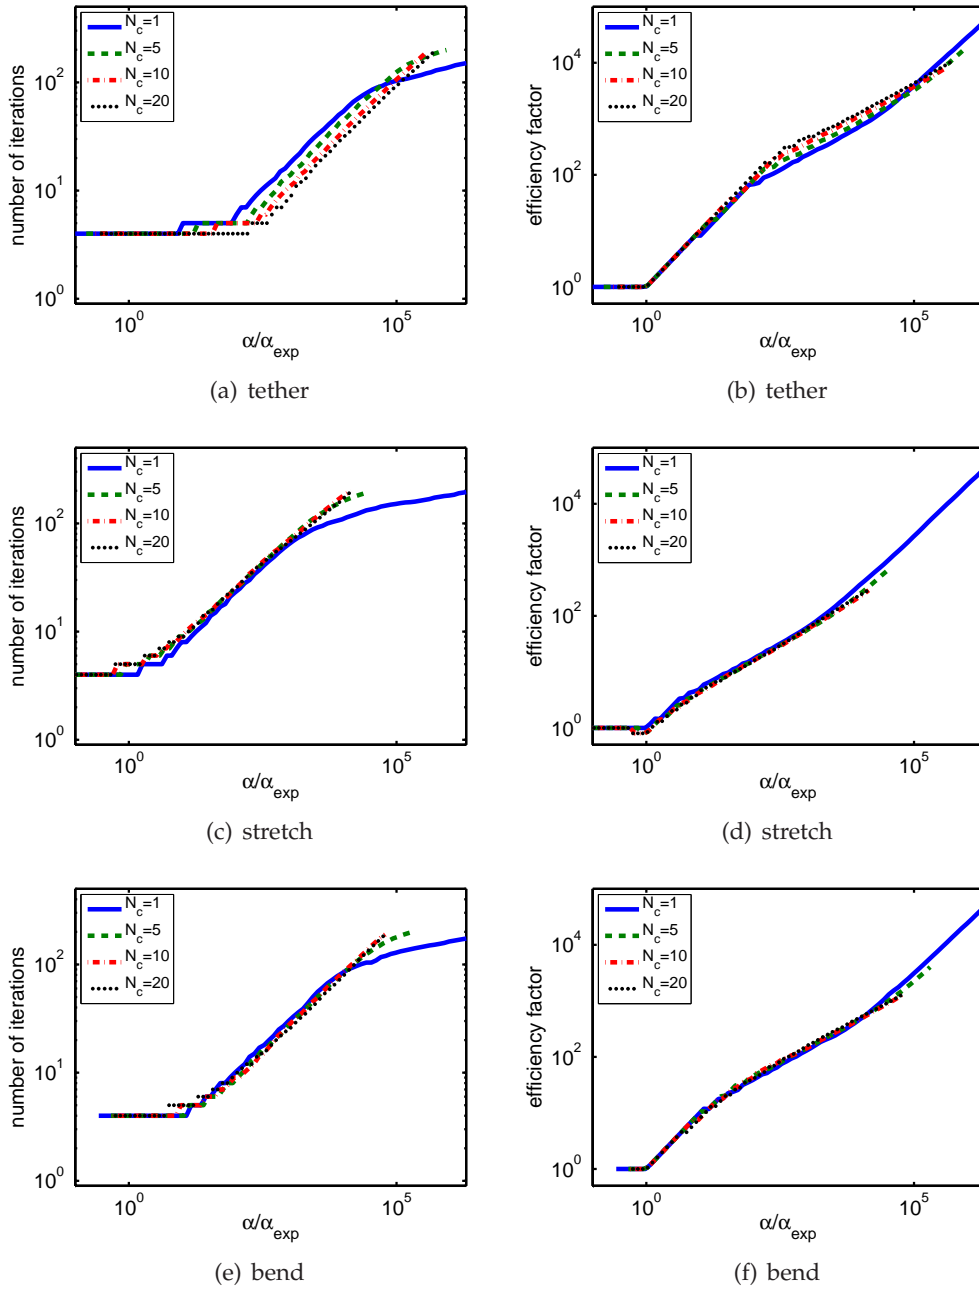 number of iterations
N_c=1
N_c=5
N_c=10
N_c=20
10^2
10^1
10^0
10^0
10^5
α/α_exp
(a) tether
efficiency factor
N_c=1
N_c=5
N_c=10
N_c=20
10^4
10^2
10^0
10^0
10^5
α/α_exp
(b) tether
number of iterations
N_c=1
N_c=5
N_c=10
N_c=20
10^2
10^1
10^0
10^0
10^5
α/α_exp
(c) stretch
efficiency factor
N_c=1
N_c=5
N_c=10
N_c=20
10^4
10^2
10^0
10^0
10^5
α/α_exp
(d) stretch
number of iterations
N_c=1
N_c=5
N_c=10
N_c=20
10^2
10^1
10^0
10^0
10^5
α/α_exp
(e) bend
efficiency factor
N_c=1
N_c=5
N_c=10
N_c=20
10^4
10^2
10^0
10^0
10^5
α/α_exp
(f) bend